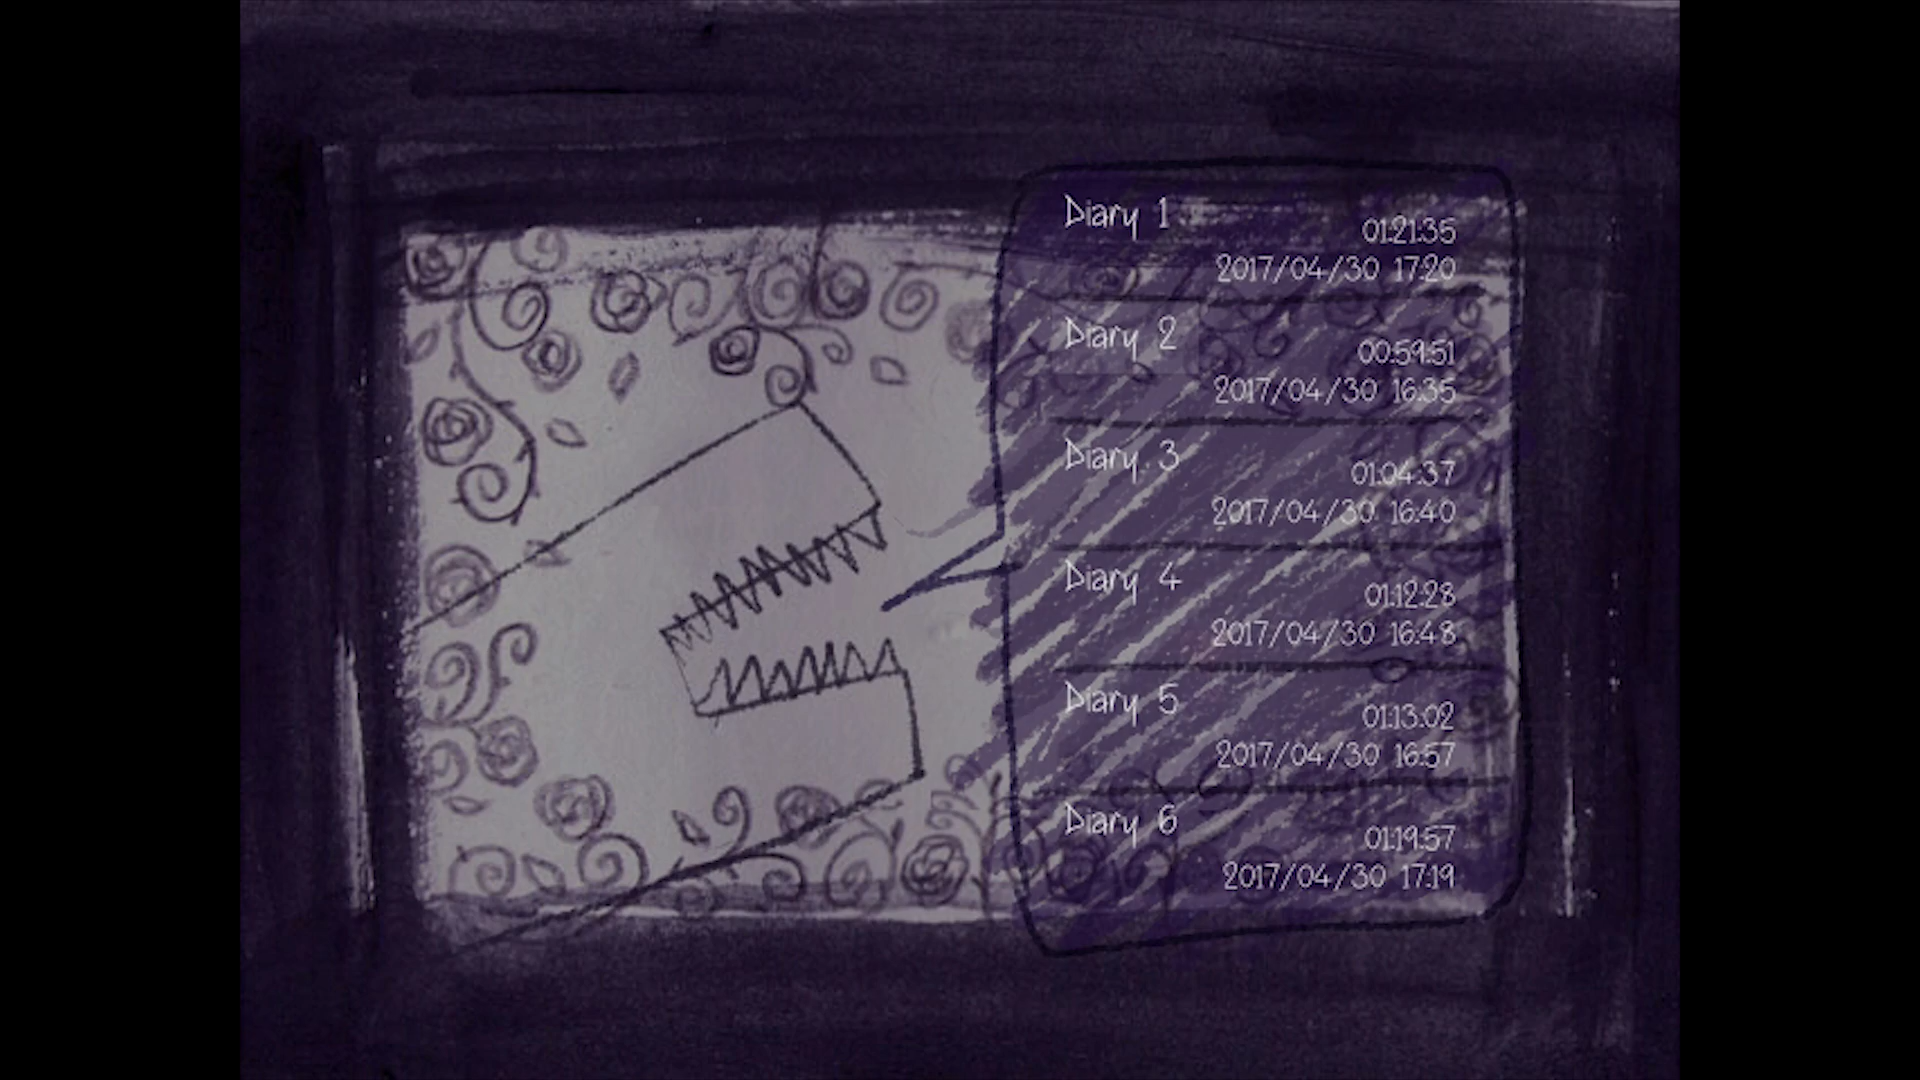 Diary 1
01:21:35
2017/04/30 17:20
Diary 2
00:59:51
2017/04/30 16:35
Diary 3
01:04:37
2017/04/30 16:40
Diary 4
01:12:28
2017/04/30 16:48
Diary 5
01:13:02
2017/04/30 16:57
Diary 6
01:19:57
2017/04/30 17:19